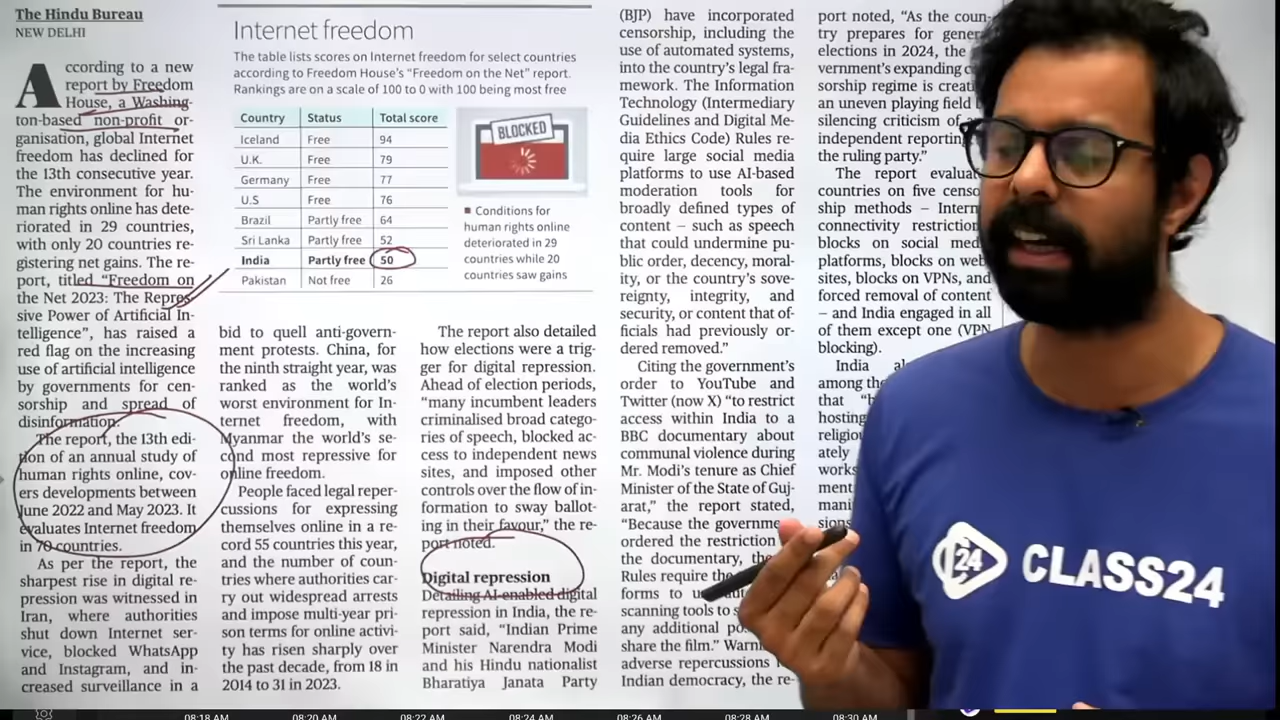 The Hindu Bureau
NEW DELHI
According to a new
report by Freedom
House, a Washing-
ton-based non-profit or-
ganisation, global Internet
freedom has declined for
the 13th consecutive year.
The environment for hu-
man rights online has dete-
riorated in 29 countries,
with only 20 countries re-
gistering net gains. The re-
port, titled “Freedom on
the Net 2023: The Repres-
sive Power of Artificial In-
telligence”, has raised a
red flag on the increasing
use of artificial intelligence
by governments for cen-
sorship and spread of
disinformation.
The report, the 13th edi-
tion of an annual study of
human rights online, cov-
ers developments between
June 2022 and May 2023. It
evaluates Internet freedom
in 70 countries.
As per the report, the
sharpest rise in digital re-
pression was witnessed in
Iran, where authorities
shut down Internet ser-
vice, blocked WhatsApp
and Instagram, and in-
creased surveillance in a
Internet freedom
The table lists scores on Internet freedom for select countries
according to Freedom House's “Freedom on the Net” report.
Rankings are on a scale of 100 to 0 with 100 being most free
Country Status Total score
Iceland Free 94
U.K. Free 79
Germany Free 77
U.S Free 76
Brazil Partly free 64
Sri Lanka Partly free 52
India Partly free 50
Pakistan Not free 26
BLOCKED
■ Conditions for
human rights online
deteriorated in 29
countries while 20
countries saw gains
bid to quell anti-govern-
ment protests. China, for
the ninth straight year, was
ranked as the world's
worst environment for In-
ternet freedom, with
Myanmar the world's se-
cond most repressive for
online freedom.
People faced legal reper-
cussions for expressing
themselves online in a re-
cord 55 countries this year,
and the number of coun-
tries where authorities car-
ry out widespread arrests
and impose multi-year pri-
son terms for online activi-
ty has risen sharply over
the past decade, from 18 in
2014 to 31 in 2023.
The report also detailed
how elections were a trig-
ger for digital repression.
Ahead of election periods,
“many incumbent leaders
criminalised broad catego-
ries of speech, blocked ac-
cess to independent news
sites, and imposed other
controls over the flow of in-
formation to sway ballot-
ing in their favour,” the re-
port noted.
Digital repression
Detailing AI-enabled digital
repression in India, the re-
port said, “Indian Prime
Minister Narendra Modi
and his Hindu nationalist
Bharatiya Janata Party
(BJP) have incorporated
censorship, including the
use of automated systems,
into the country's legal fra-
mework. The Information
Technology (Intermediary
Guidelines and Digital Me-
dia Ethics Code) Rules re-
quire large social media
platforms to use AI-based
moderation tools for
broadly defined types of
content – such as speech
that could undermine pu-
blic order, decency, moral-
ity, or the country's sove-
reignty, integrity, and
security, or content that of-
ficials had previously or-
dered removed.”
Citing the government's
order to YouTube and
Twitter (now X) “to restrict
access within India to a
BBC documentary about
communal violence during
Mr. Modi's tenure as Chief
Minister of the State of Guj-
arat,” the report stated,
“Because the governme
ordered the restriction
the documentary, the
Rules require the
forms to u
scanning tools to s
any additional po
share the film.” Warni
adverse repercussions
Indian democracy, the re-
port noted, “As the coun-
try prepares for gener
elections in 2024, the
vernment's expanding c
sorship regime is creati
an uneven playing field
silencing criticism of
independent reporting
the ruling party.”
The report evalua
countries on five censo
ship methods – Intern
connectivity restriction
blocks on social med
platforms, blocks on web
sites, blocks on VPNs, and
forced removal of content
– and India engaged in all
of them except one (VPN
blocking).
India al
among the
that “b
hosting
religio
ately
works
ment
mani
sions
24 CLASS24
08:18 AM 08:20 AM 08:22 AM 08:24 AM 08:26 AM 08:28 AM 08:30 AM